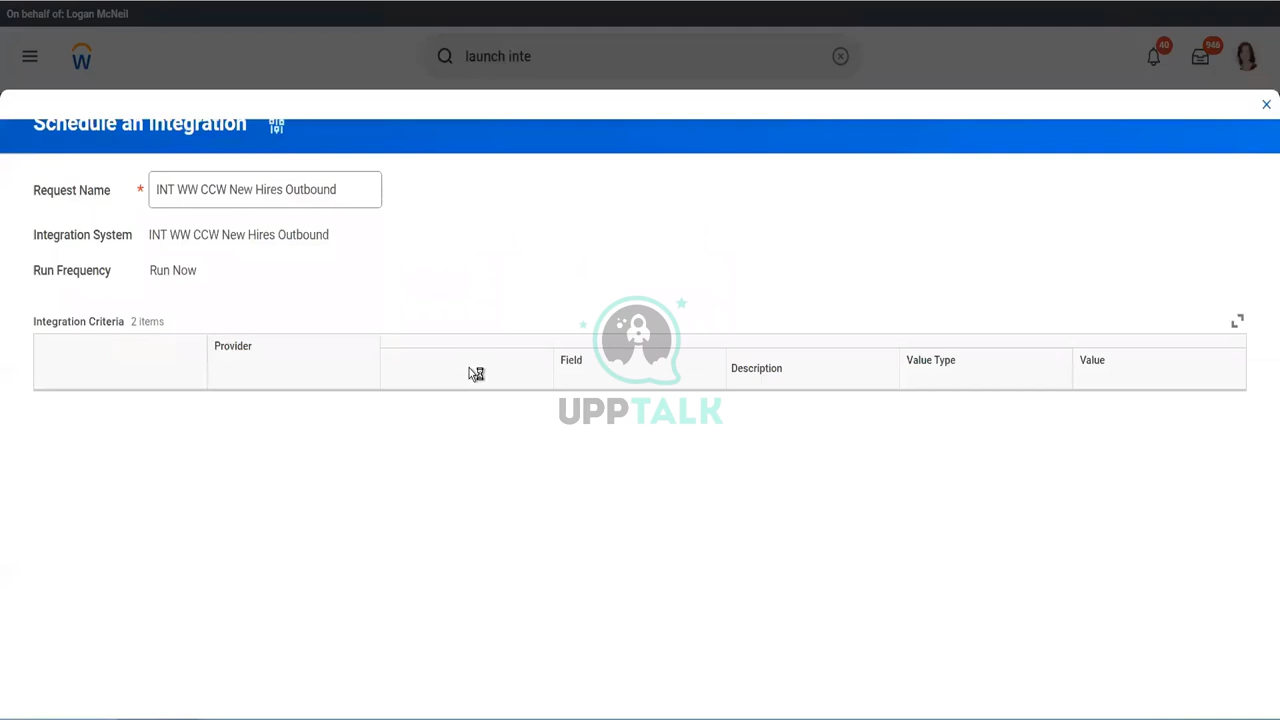 On behalf of: Logan McNeil
W
launch inte
40
946
Schedule an Integration
Request Name * INT WW CCW New Hires Outbound
Integration System INT WW CCW New Hires Outbound
Run Frequency Run Now
Integration Criteria 2 items
Provider
Field
Description
Value Type
Value
UPPTALK